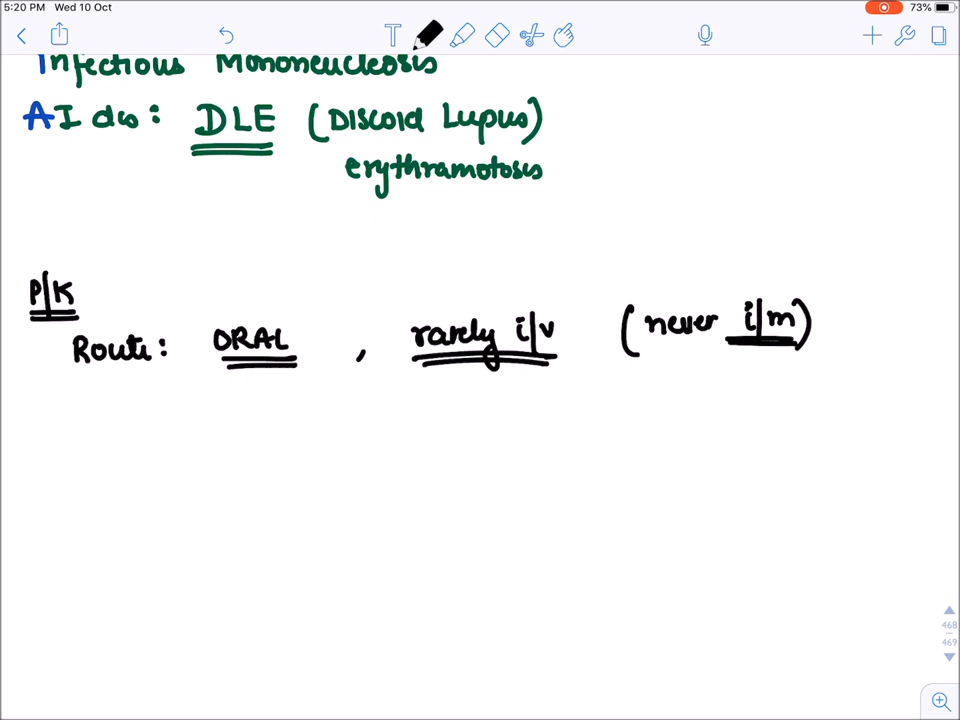 5:20 PM Wed 10 Oct 73%
Infectious Mononucleosis
AI dis: DLE (Discoid Lupus)
erythramotosis
P/K
Route: ORAL , rarely i/v (never i/m)
468
469